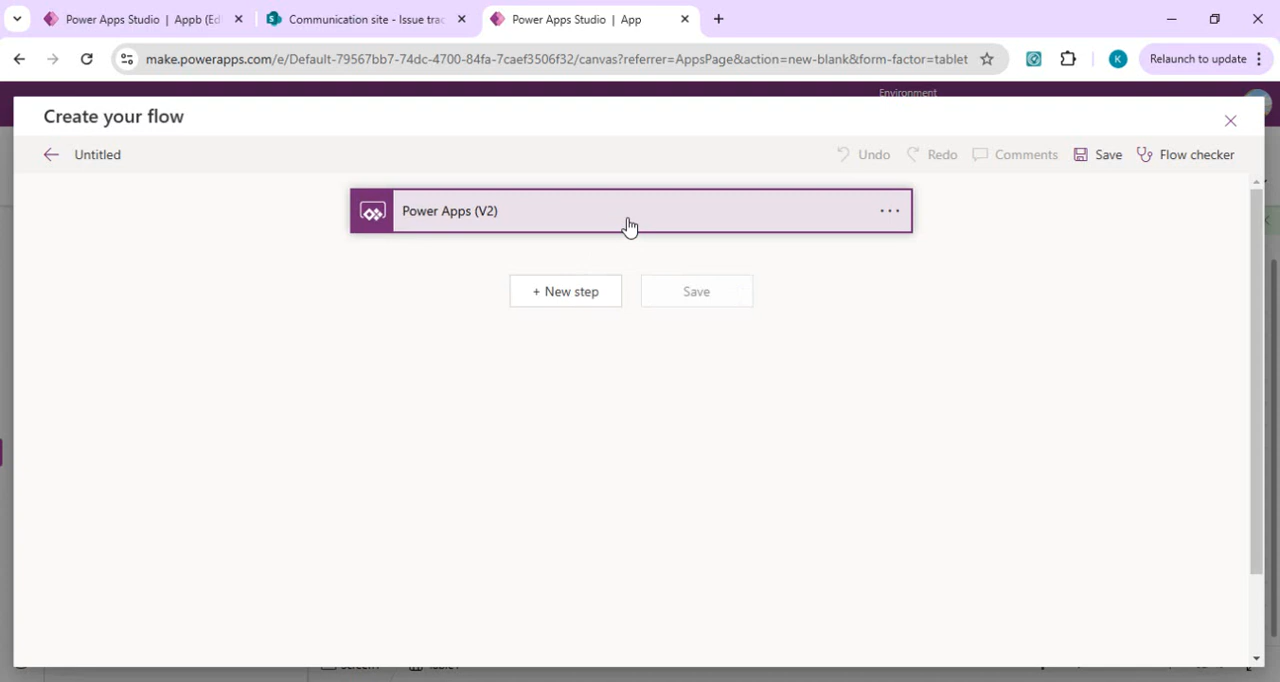 Power Apps Studio | Appb (Ed
Communication site - Issue trac
Power Apps Studio | App
make.powerapps.com/e/Default-79567bb7-74dc-4700-84fa-7caef3506f32/canvas?referrer=AppsPage&action=new-blank&form-factor=tablet
K
Relaunch to update
Environment
Create your flow
Untitled
Undo
Redo
Comments
Save
Flow checker
Power Apps (V2)
+ New step
Save